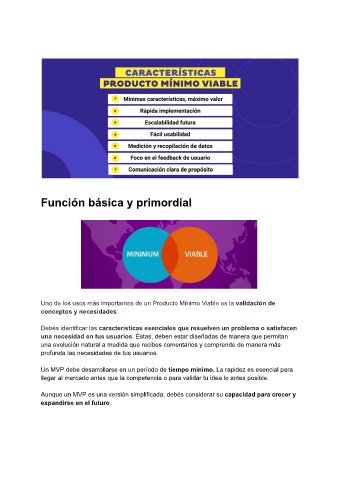 CARACTERÍSTICAS
PRODUCTO MÍNIMO VIABLE
1 Mínimas características, máximo valor
2 Rápida implementación
3 Escalabilidad futura
4 Fácil usabilidad
5 Medición y recopilación de datos
6 Foco en el feedback de usuario
7 Comunicación clara de propósito
Función básica y primordial
MINIMUM VIABLE
Uno de los usos más importantes de un Producto Mínimo Viable es la validación de
conceptos y necesidades:
Debés identificar las características esenciales que resuelven un problema o satisfacen
una necesidad en tus usuarios. Estas, deben estar diseñadas de manera que permitan
una evolución natural a medida que recibes comentarios y comprende de manera más
profunda las necesidades de tus usuarios.
Un MVP debe desarrollarse en un período de tiempo mínimo. La rapidez es esencial para
llegar al mercado antes que la competencia o para validar tu idea lo antes posible.
Aunque un MVP es una versión simplificada, debés considerar su capacidad para crecer y
expandirse en el futuro.